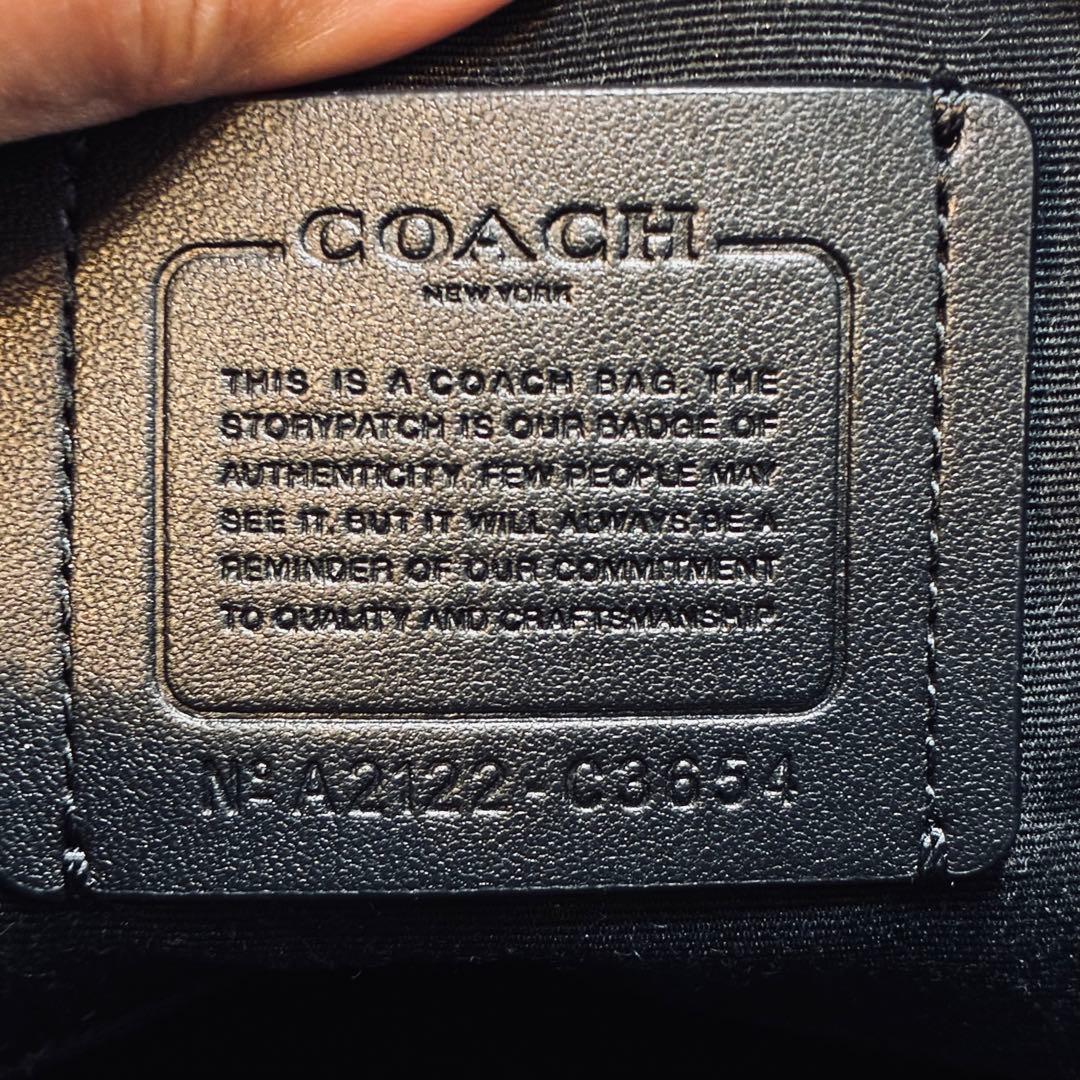 COACH
NEW YORK
THIS IS A COACH BAG. THE
STORYPATCH IS OUR BADGE OF
AUTHENTICITY. FEW PEOPLE MAY
SEE IT, BUT IT WILL ALWAYS BE A
REMINDER OF OUR COMMITMENT
TO QUALITY AND CRAFTSMANSHIP.
Nº A2122-C3654